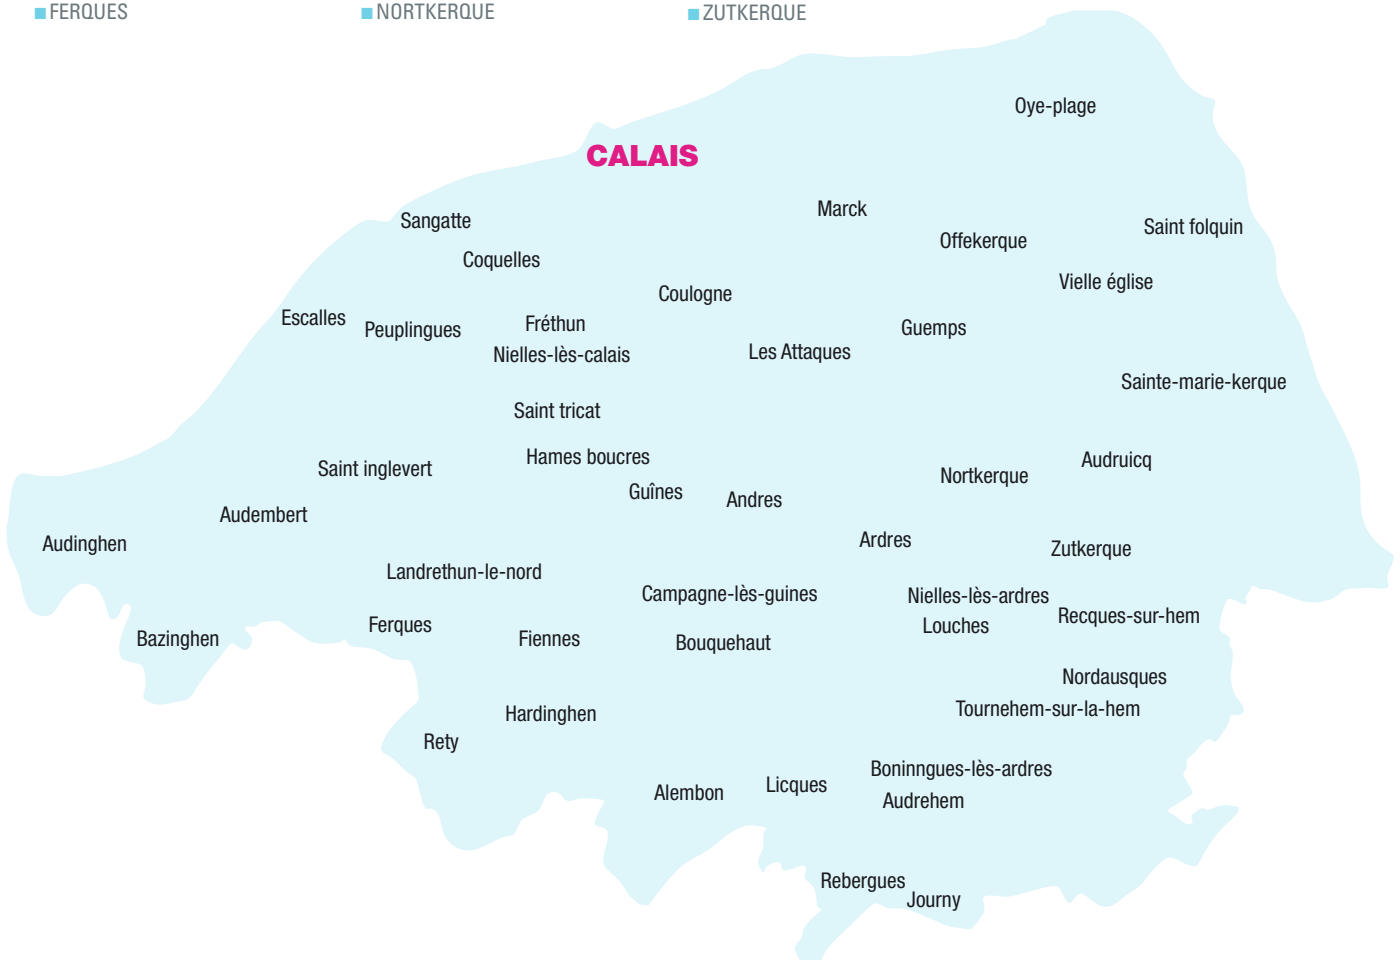 FERQUES
NORTKERQUE
ZUTKERQUE
Oye-plage
CALAIS
Marck
Sangatte
Saint folquin
Offekerque
Coquelles
Vielle église
Coulogne
Escalles
Peuplingues
Fréthun
Guemps
Nielles-lès-calais
Les Attaques
Sainte-marie-kerque
Saint tricat
Hames boucres
Audruicq
Saint inglevert
Nortkerque
Guînes
Andres
Audembert
Ardres
Audinghen
Zutkerque
Landrethun-le-nord
Campagne-lès-guines
Nielles-lès-ardres
Recques-sur-hem
Ferques
Louches
Bazinghen
Fiennes
Bouquehaut
Nordausques
Tournehem-sur-la-hem
Hardinghen
Rety
Boninngues-lès-ardres
Licques
Alembon
Audrehem
Rebergues
Journy